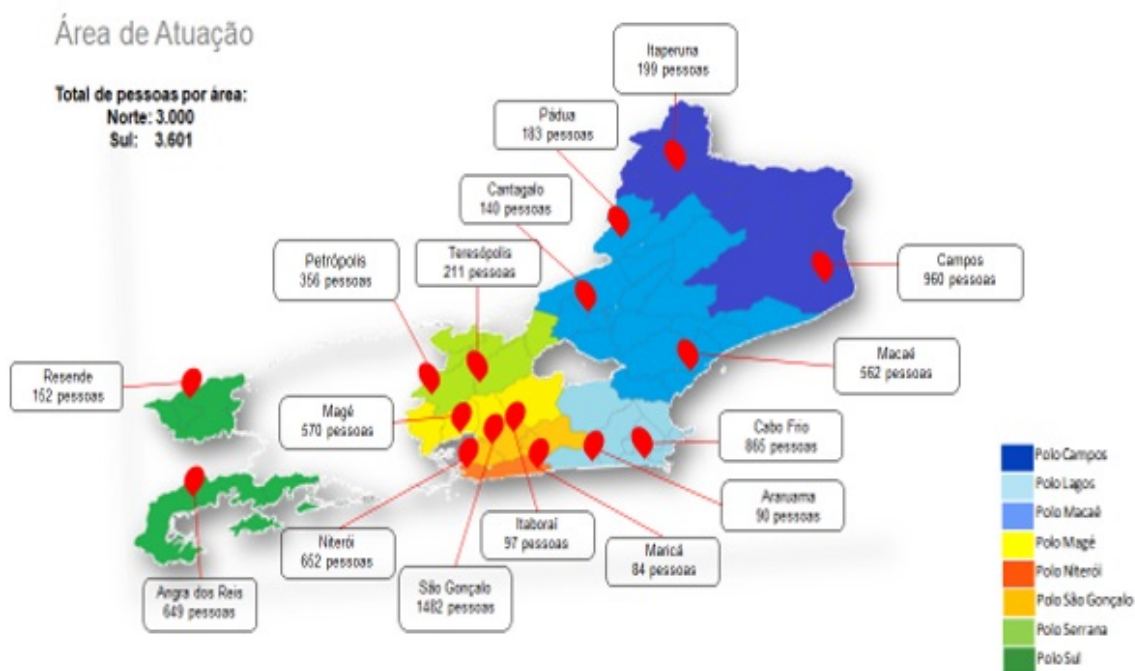 Área de Atuação
Total de pessoas por área:
Norte: 3.000
Sul: 3.601
Itaperuna
199 pessoas
Pádua
183 pessoas
Cantagalo
140 pessoas
Teresópolis
211 pessoas
Petrópolis
356 pessoas
Campos
960 pessoas
Macaé
562 pessoas
Resende
152 pessoas
Magé
570 pessoas
Cabo Frio
865 pessoas
Araruama
90 pessoas
Itaboraí
97 pessoas
Maricá
84 pessoas
Niterói
652 pessoas
São Gonçalo
1482 pessoas
Angra dos Reis
649 pessoas
Polo Campos
Polo Lagos
Polo Macaé
Polo Magé
Polo Niterói
Polo São Gonçalo
Polo Serrana
Polo Sul